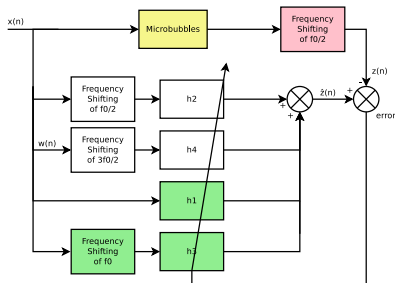 x(n)
Microbubbles
Frequency
Shifting
of f0/2
z(n)
-
Frequency
Shifting
of f0/2
h2
+
+
ẑ(n)
+
error
w(n)
Frequency
Shifting
of 3f0/2
h4
h1
Frequency
Shifting
of f0
h3